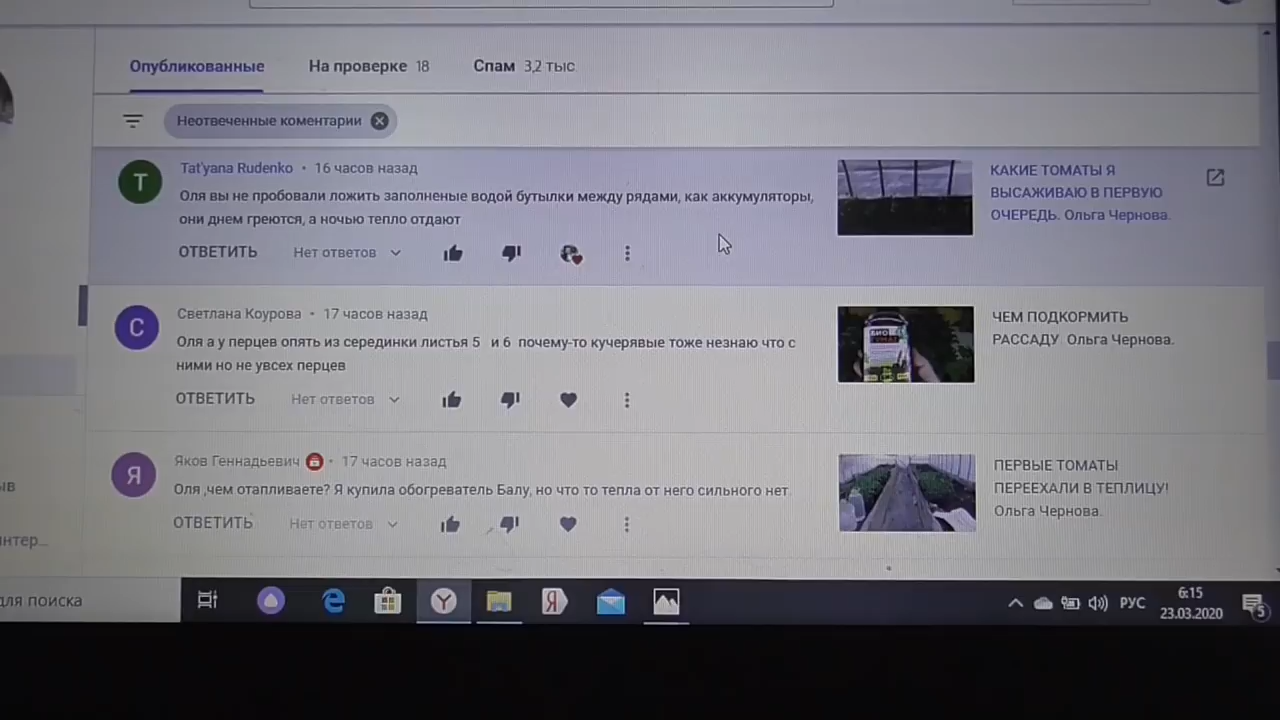 Опубликованные На проверке 18 Спам 3,2 тыс.
Неотвеченные коментарии
T Tat'yana Rudenko • 16 часов назад
Оля вы не пробовали ложить заполненые водой бутылки между рядами, как аккумуляторы,
они днем греются, а ночью тепло отдают
ОТВЕТИТЬ Нет ответов
КАКИЕ ТОМАТЫ Я
ВЫСАЖИВАЮ В ПЕРВУЮ
ОЧЕРЕДЬ. Ольга Чернова.
С Светлана Коурова • 17 часов назад
Оля а у перцев опять из серединки листья 5 и 6 почему-то кучерявые тоже незнаю что с
ними но не увсех перцев
ОТВЕТИТЬ Нет ответов
ЧЕМ ПОДКОРМИТЬ
РАССАДУ Ольга Чернова.
Я Яков Геннадьевич • 17 часов назад
Оля ,чем отапливаете? Я купила обогреватель Балу, но что то тепла от него сильного нет
ОТВЕТИТЬ Нет ответов
ПЕРВЫЕ ТОМАТЫ
ПЕРЕЕХАЛИ В ТЕПЛИЦУ!
Ольга Чернова.
ыв
нтер...
для поиска
РУС
6:15
23.03.2020
5